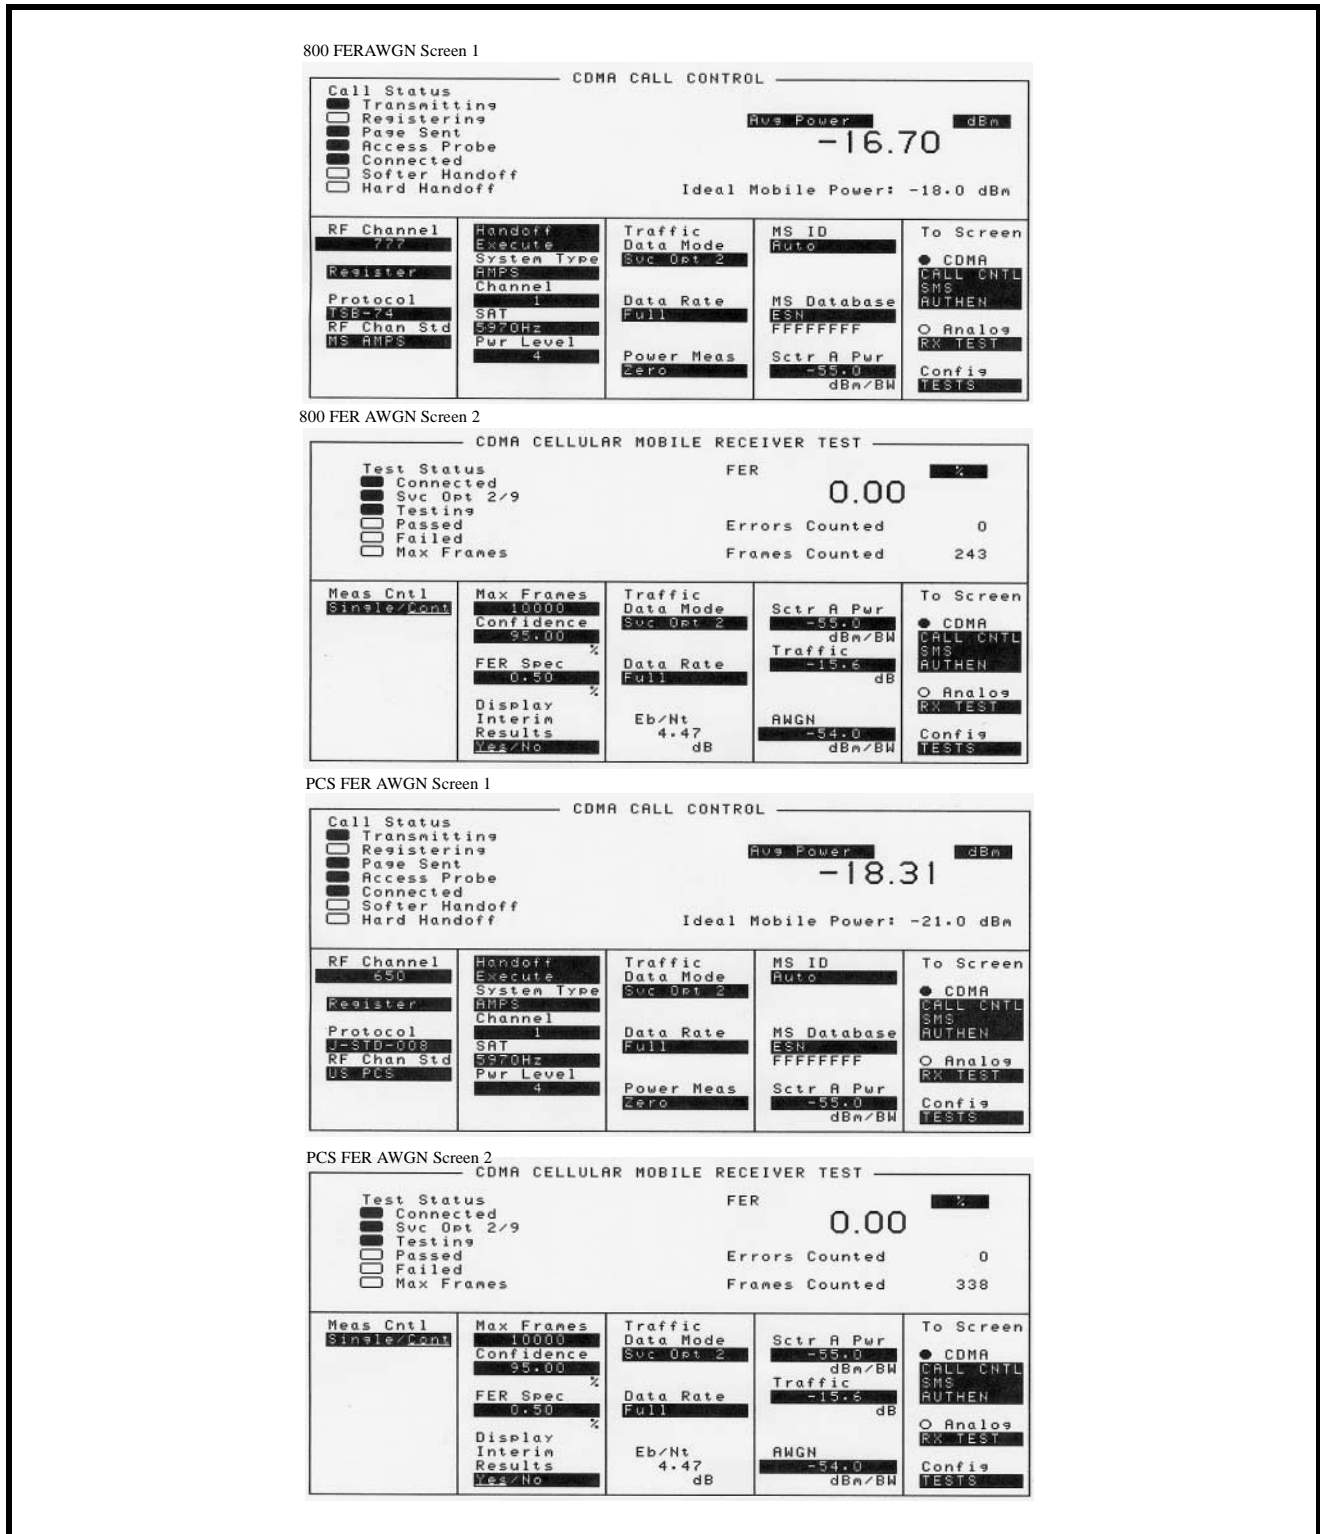 800 FERAWGN Screen 1
CDMA CALL CONTROL
Call Status
Transmitting
Registering
Page Sent
Access Probe
Connected
Softer Handoff
Hard Handoff
Avg Power dBm
-16.70
Ideal Mobile Power: -18.0 dBm
RF Channel
777
Register
Protocol
TSB-74
RF Chan Std
MS AMPS
Handoff
Execute
System Type
AMPS
Channel
1
SAT
5970Hz
Pwr Level
4
Traffic
Data Mode
Svc Opt 2
Data Rate
Full
Power Meas
Zero
MS ID
Auto
MS Database
ESN
FFFFFFFF
Sctr A Pwr
-55.0
dBm/BW
To Screen
CDMA
CALL CNTL
SMS
AUTHEN
Analog
RX TEST
Config
TESTS
800 FER AWGN Screen 2
CDMA CELLULAR MOBILE RECEIVER TEST
Test Status
Connected
Svc Opt 2/9
Testing
Passed
Failed
Max Frames
FER %
0.00
Errors Counted 0
Frames Counted 243
Meas Cntl
Single/Cont
Max Frames
10000
Confidence
95.00
%
FER Spec
0.50
%
Display
Interim
Results
Yes/No
Traffic
Data Mode
Svc Opt 2
Data Rate
Full
Eb/Nt
4.47
dB
Sctr A Pwr
-55.0
dBm/BW
Traffic
-15.6
dB
AWGN
-54.0
dBm/BW
To Screen
CDMA
CALL CNTL
SMS
AUTHEN
Analog
RX TEST
Config
TESTS
PCS FER AWGN Screen 1
CDMA CALL CONTROL
Call Status
Transmitting
Registering
Page Sent
Access Probe
Connected
Softer Handoff
Hard Handoff
Avg Power dBm
-18.31
Ideal Mobile Power: -21.0 dBm
RF Channel
650
Register
Protocol
J-STD-008
RF Chan Std
US PCS
Handoff
Execute
System Type
AMPS
Channel
1
SAT
5970Hz
Pwr Level
4
Traffic
Data Mode
Svc Opt 2
Data Rate
Full
Power Meas
Zero
MS ID
Auto
MS Database
ESN
FFFFFFFF
Sctr A Pwr
-55.0
dBm/BW
To Screen
CDMA
CALL CNTL
SMS
AUTHEN
Analog
RX TEST
Config
TESTS
PCS FER AWGN Screen 2
CDMA CELLULAR MOBILE RECEIVER TEST
Test Status
Connected
Svc Opt 2/9
Testing
Passed
Failed
Max Frames
FER %
0.00
Errors Counted 0
Frames Counted 338
Meas Cntl
Single/Cont
Max Frames
10000
Confidence
95.00
%
FER Spec
0.50
%
Display
Interim
Results
Yes/No
Traffic
Data Mode
Svc Opt 2
Data Rate
Full
Eb/Nt
4.47
dB
Sctr A Pwr
-55.0
dBm/BW
Traffic
-15.6
dB
AWGN
-54.0
dBm/BW
To Screen
CDMA
CALL CNTL
SMS
AUTHEN
Analog
RX TEST
Config
TESTS